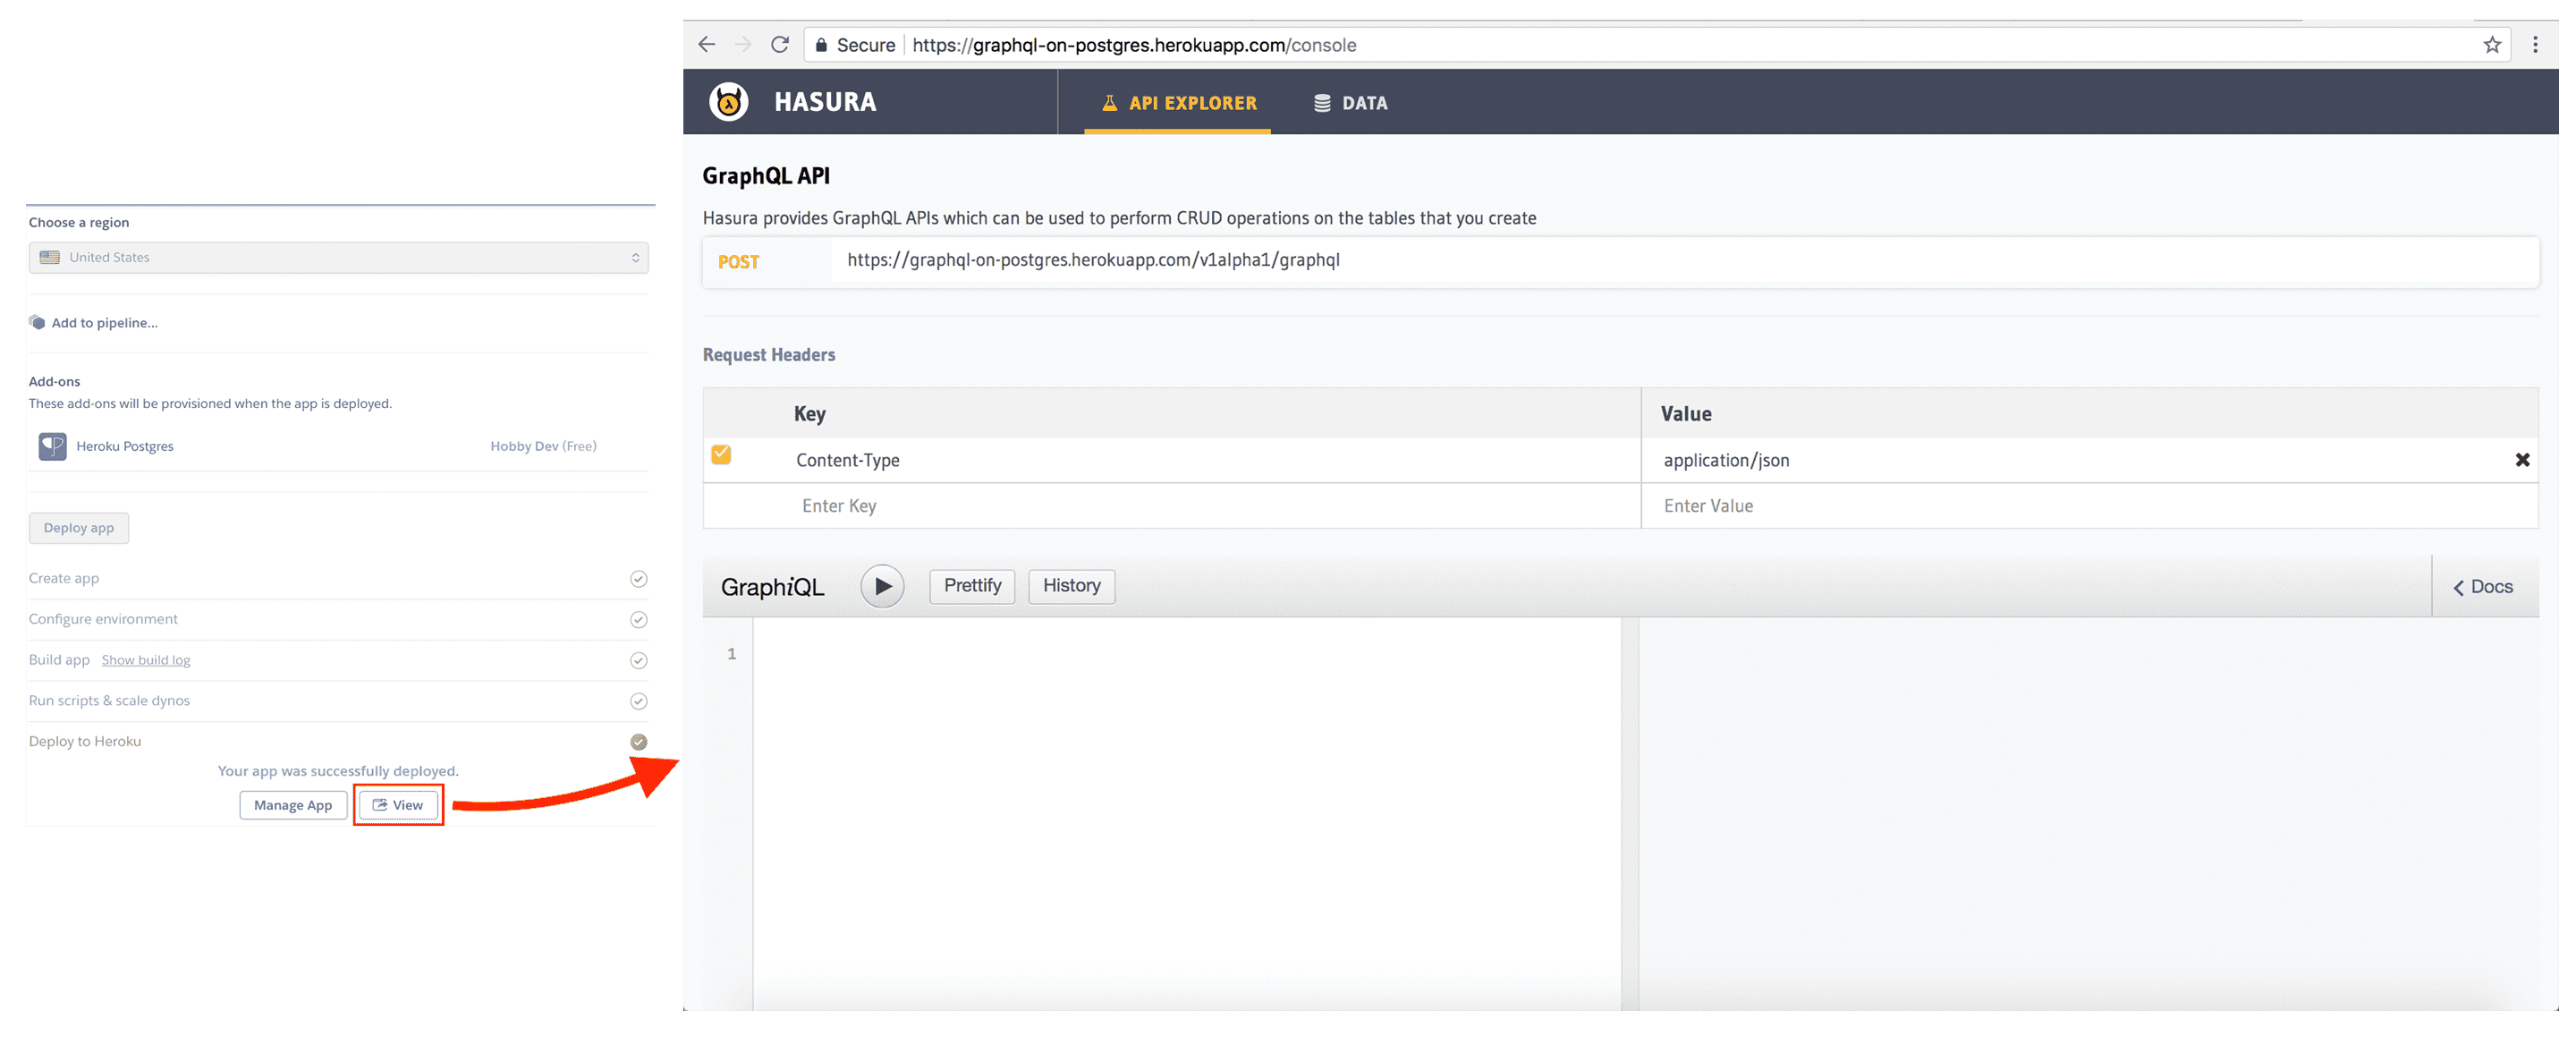 Choose a region
United States
Add to pipeline...
Add-ons
These add-ons will be provisioned when the app is deployed.
Heroku Postgres Hobby Dev (Free)
Deploy app
Create app
Configure environment
Build app Show build log
Run scripts & scale dynos
Deploy to Heroku
Your app was successfully deployed.
Manage App View
Secure https://graphql-on-postgres.herokuapp.com/console
HASURA API EXPLORER DATA
GraphQL API
Hasura provides GraphQL APIs which can be used to perform CRUD operations on the tables that you create
POST https://graphql-on-postgres.herokuapp.com/v1alpha1/graphql
Request Headers
Key Value
Content-Type application/json
Enter Key Enter Value
GraphiQL Prettify History Docs
1